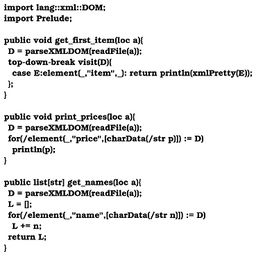 import lang::xml::DOM;
import Prelude;
public void get_first_item(loc a){
D = parseXMLDOM(readFile(a));
top-down-break visit(D){
case E:element(_,"item",_): return println(xmlPretty(E));
};
}
public void print_prices(loc a){
D = parseXMLDOM(readFile(a));
for(/element(_,"price",[charData(/str p)]) := D)
println(p);
}
public list[str] get_names(loc a){
D = parseXMLDOM(readFile(a));
L = [];
for(/element(_,"name",[charData(/str n)]) := D)
L += n;
return L;
}